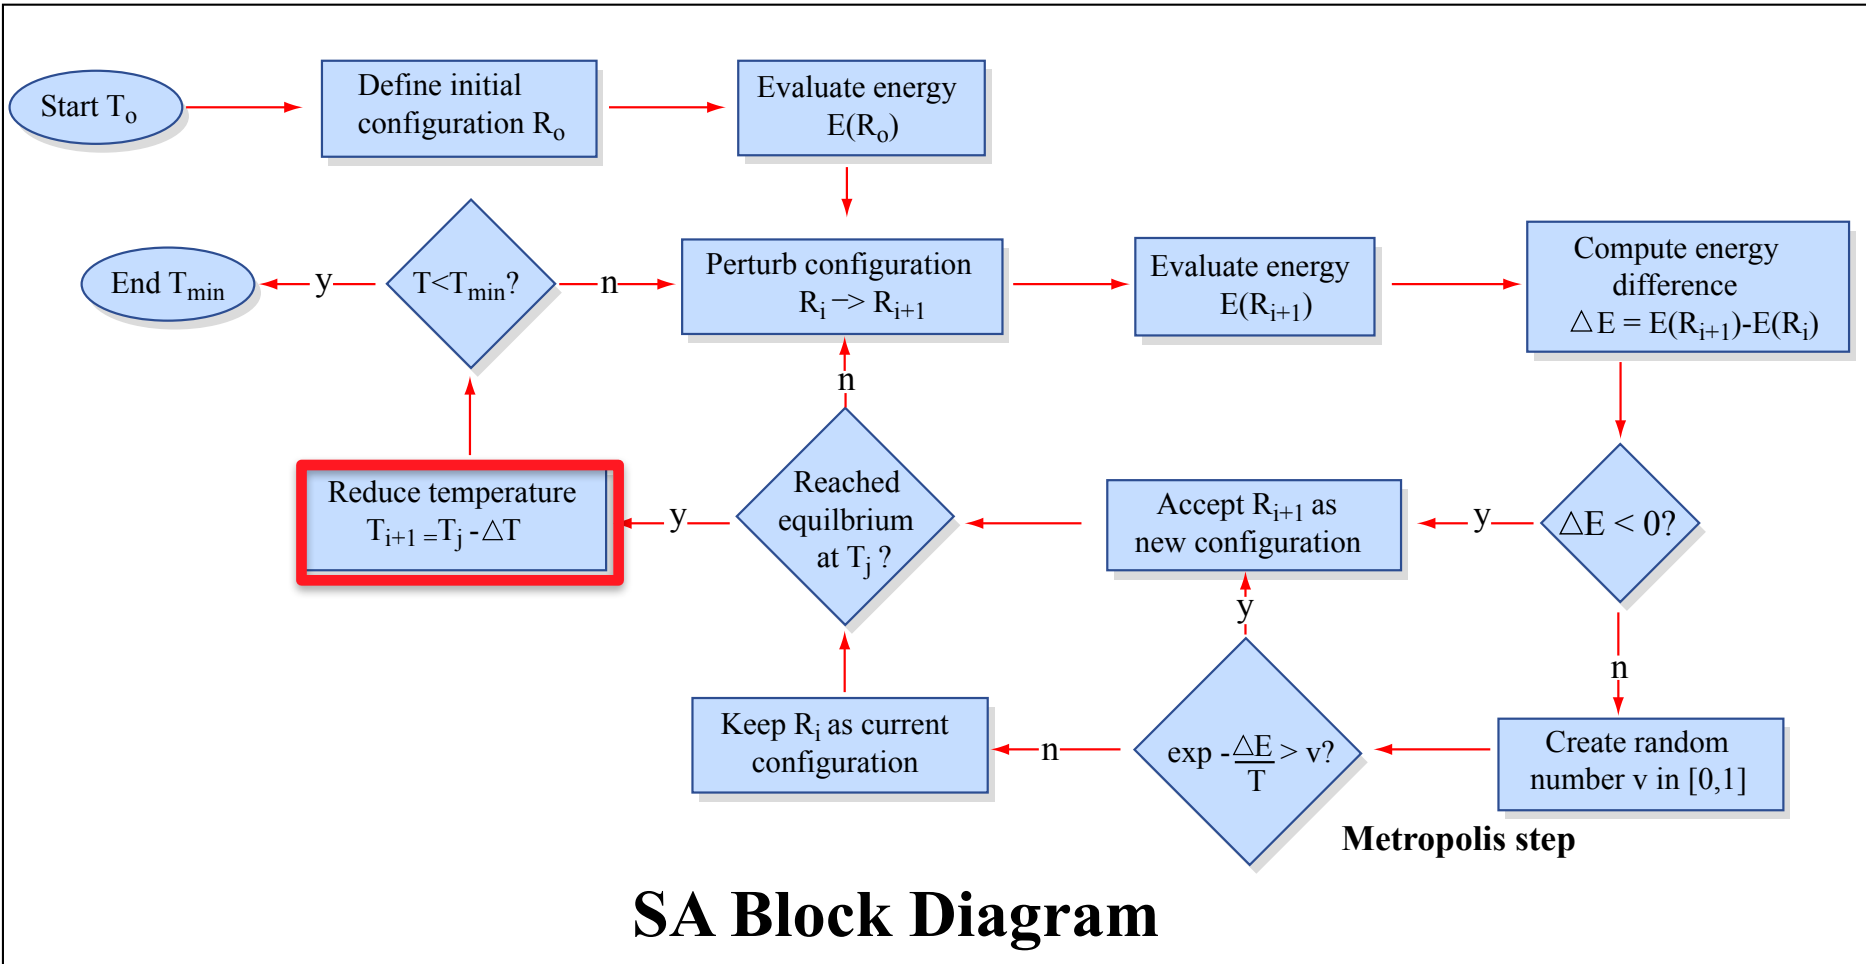 Start Tₒ
Define initial
configuration Rₒ
Evaluate energy
E(Rₒ)
End Tmin
y
T<Tmin?
n
Perturb configuration
Rᵢ –> Rᵢ₊₁
Evaluate energy
E(Rᵢ₊₁)
Compute energy
difference
△E = E(Rᵢ₊₁)-E(Rᵢ)
n
Reduce temperature
Tᵢ₊₁ = Tⱼ - △T
y
Reached
equilbrium
at Tⱼ ?
Accept Rᵢ₊₁ as
new configuration
y
△E < 0?
y
n
Keep Rᵢ as current
configuration
n
exp -△E/T > v?
Create random
number v in [0,1]
Metropolis step
SA Block Diagram